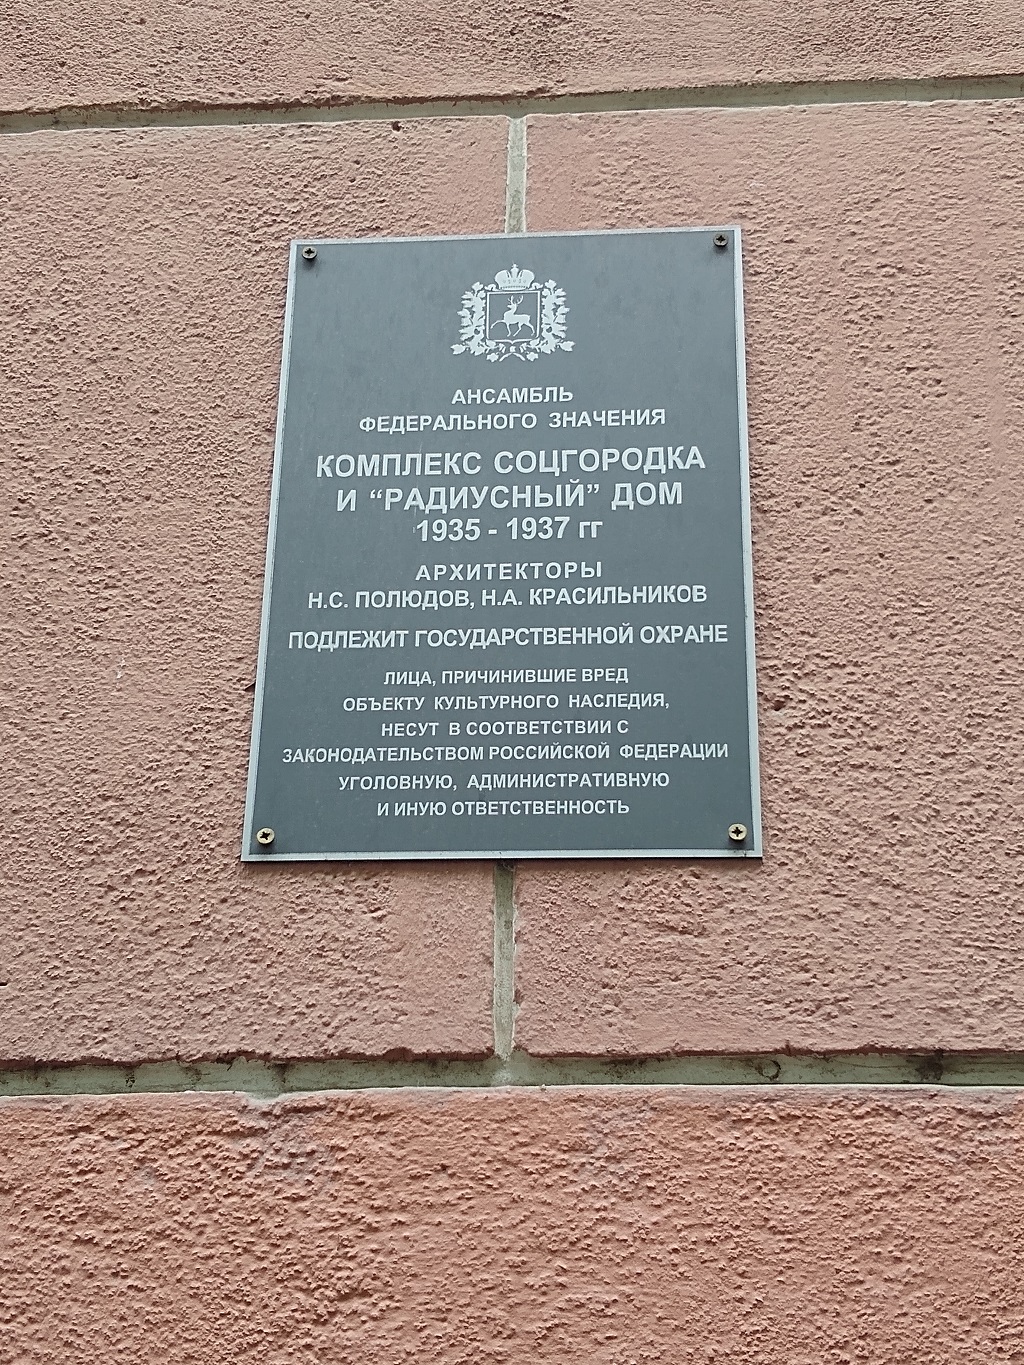 АНСАМБЛЬ
ФЕДЕРАЛЬНОГО ЗНАЧЕНИЯ
КОМПЛЕКС СОЦГОРОДКА
И “РАДИУСНЫЙ” ДОМ
1935 - 1937 гг
АРХИТЕКТОРЫ
Н.С. ПОЛЮДОВ, Н.А. КРАСИЛЬНИКОВ
ПОДЛЕЖИТ ГОСУДАРСТВЕННОЙ ОХРАНЕ
ЛИЦА, ПРИЧИНИВШИЕ ВРЕД
ОБЪЕКТУ КУЛЬТУРНОГО НАСЛЕДИЯ,
НЕСУТ В СООТВЕТСТВИИ С
ЗАКОНОДАТЕЛЬСТВОМ РОССИЙСКОЙ ФЕДЕРАЦИИ
УГОЛОВНУЮ, АДМИНИСТРАТИВНУЮ
И ИНУЮ ОТВЕТСТВЕННОСТЬ